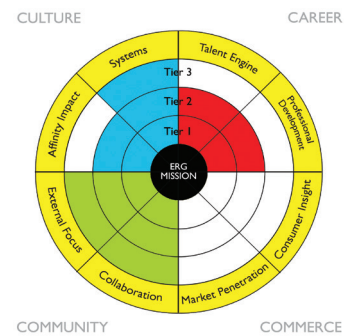 CULTURE
CAREER
Systems
Talent Engine
Tier 3
Affinity Impact
Tier 2
Professional
Development
Tier 1
ERG
MISSION
External Focus
Consumer Insight
Collaboration
Market Penetration
COMMUNITY
COMMERCE